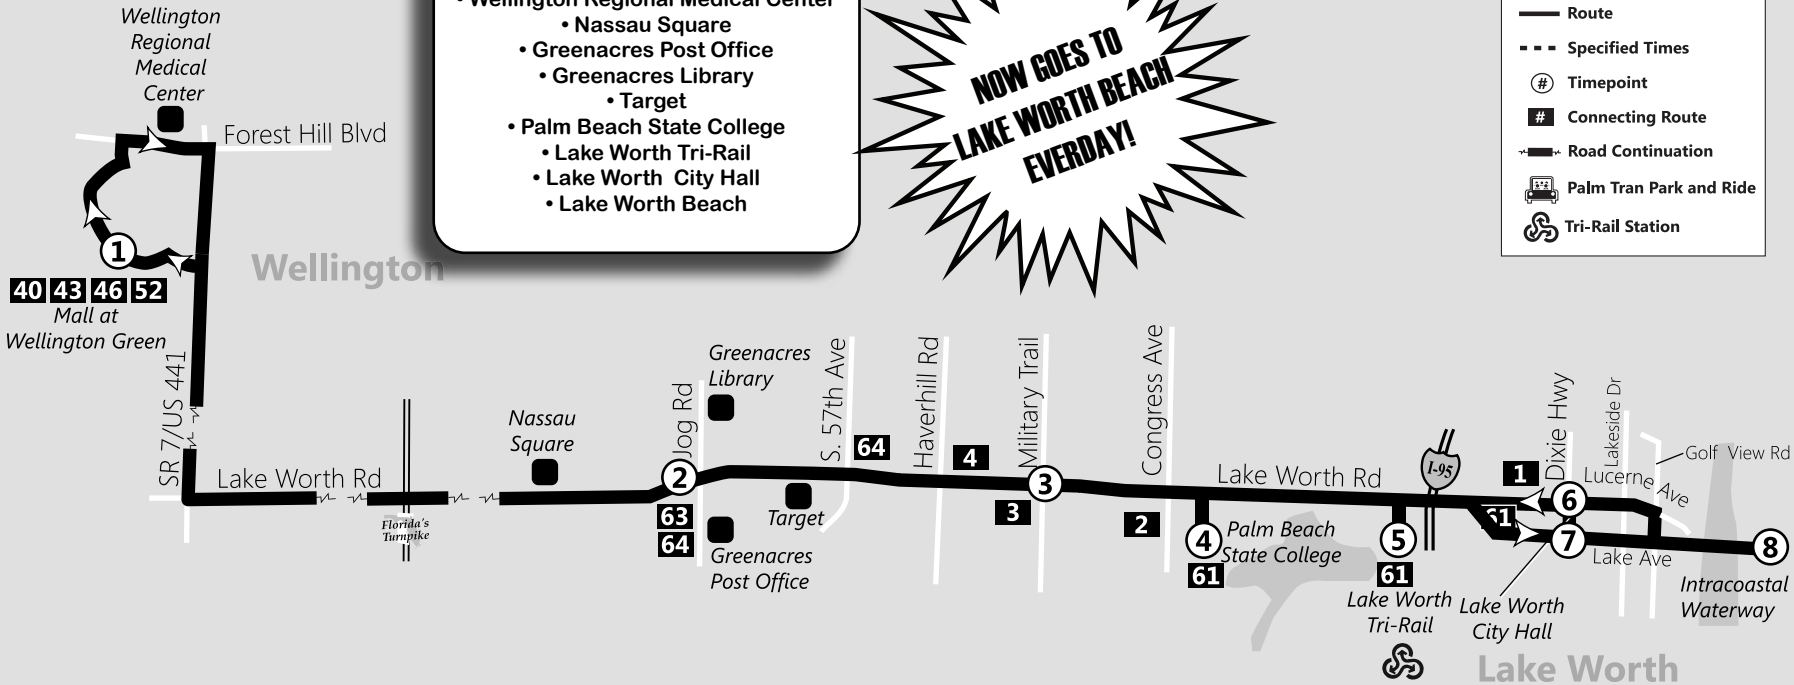 Wellington
Regional
Medical
Center
• Wellington Regional Medical Center
• Nassau Square
• Greenacres Post Office
• Greenacres Library
• Target
• Palm Beach State College
• Lake Worth Tri-Rail
• Lake Worth City Hall
• Lake Worth Beach
NOW GOES TO
LAKE WORTH BEACH
EVERDAY!
Route
Specified Times
# Timepoint
# Connecting Route
Road Continuation
Palm Tran Park and Ride
Tri-Rail Station
Forest Hill Blvd
1
Wellington
40 43 46 52
Mall at
Wellington Green
SR 7/US 441
Lake Worth Rd
Florida's
Turnpike
Nassau
Square
Greenacres
Library
Jog Rd
2
63
64
Target
Greenacres
Post Office
S. 57th Ave
64
Haverhill Rd
4
Military Trail
3
3
Congress Ave
2
Lake Worth Rd
4
61
Palm Beach
State College
5
61
Lake Worth
Tri-Rail
I-95
1
61
Dixie Hwy
6
7
Lakeside Dr
Lucerne Ave
Golf View Rd
Lake Ave
8
Lake Worth
City Hall
Intracoastal
Waterway
Lake Worth